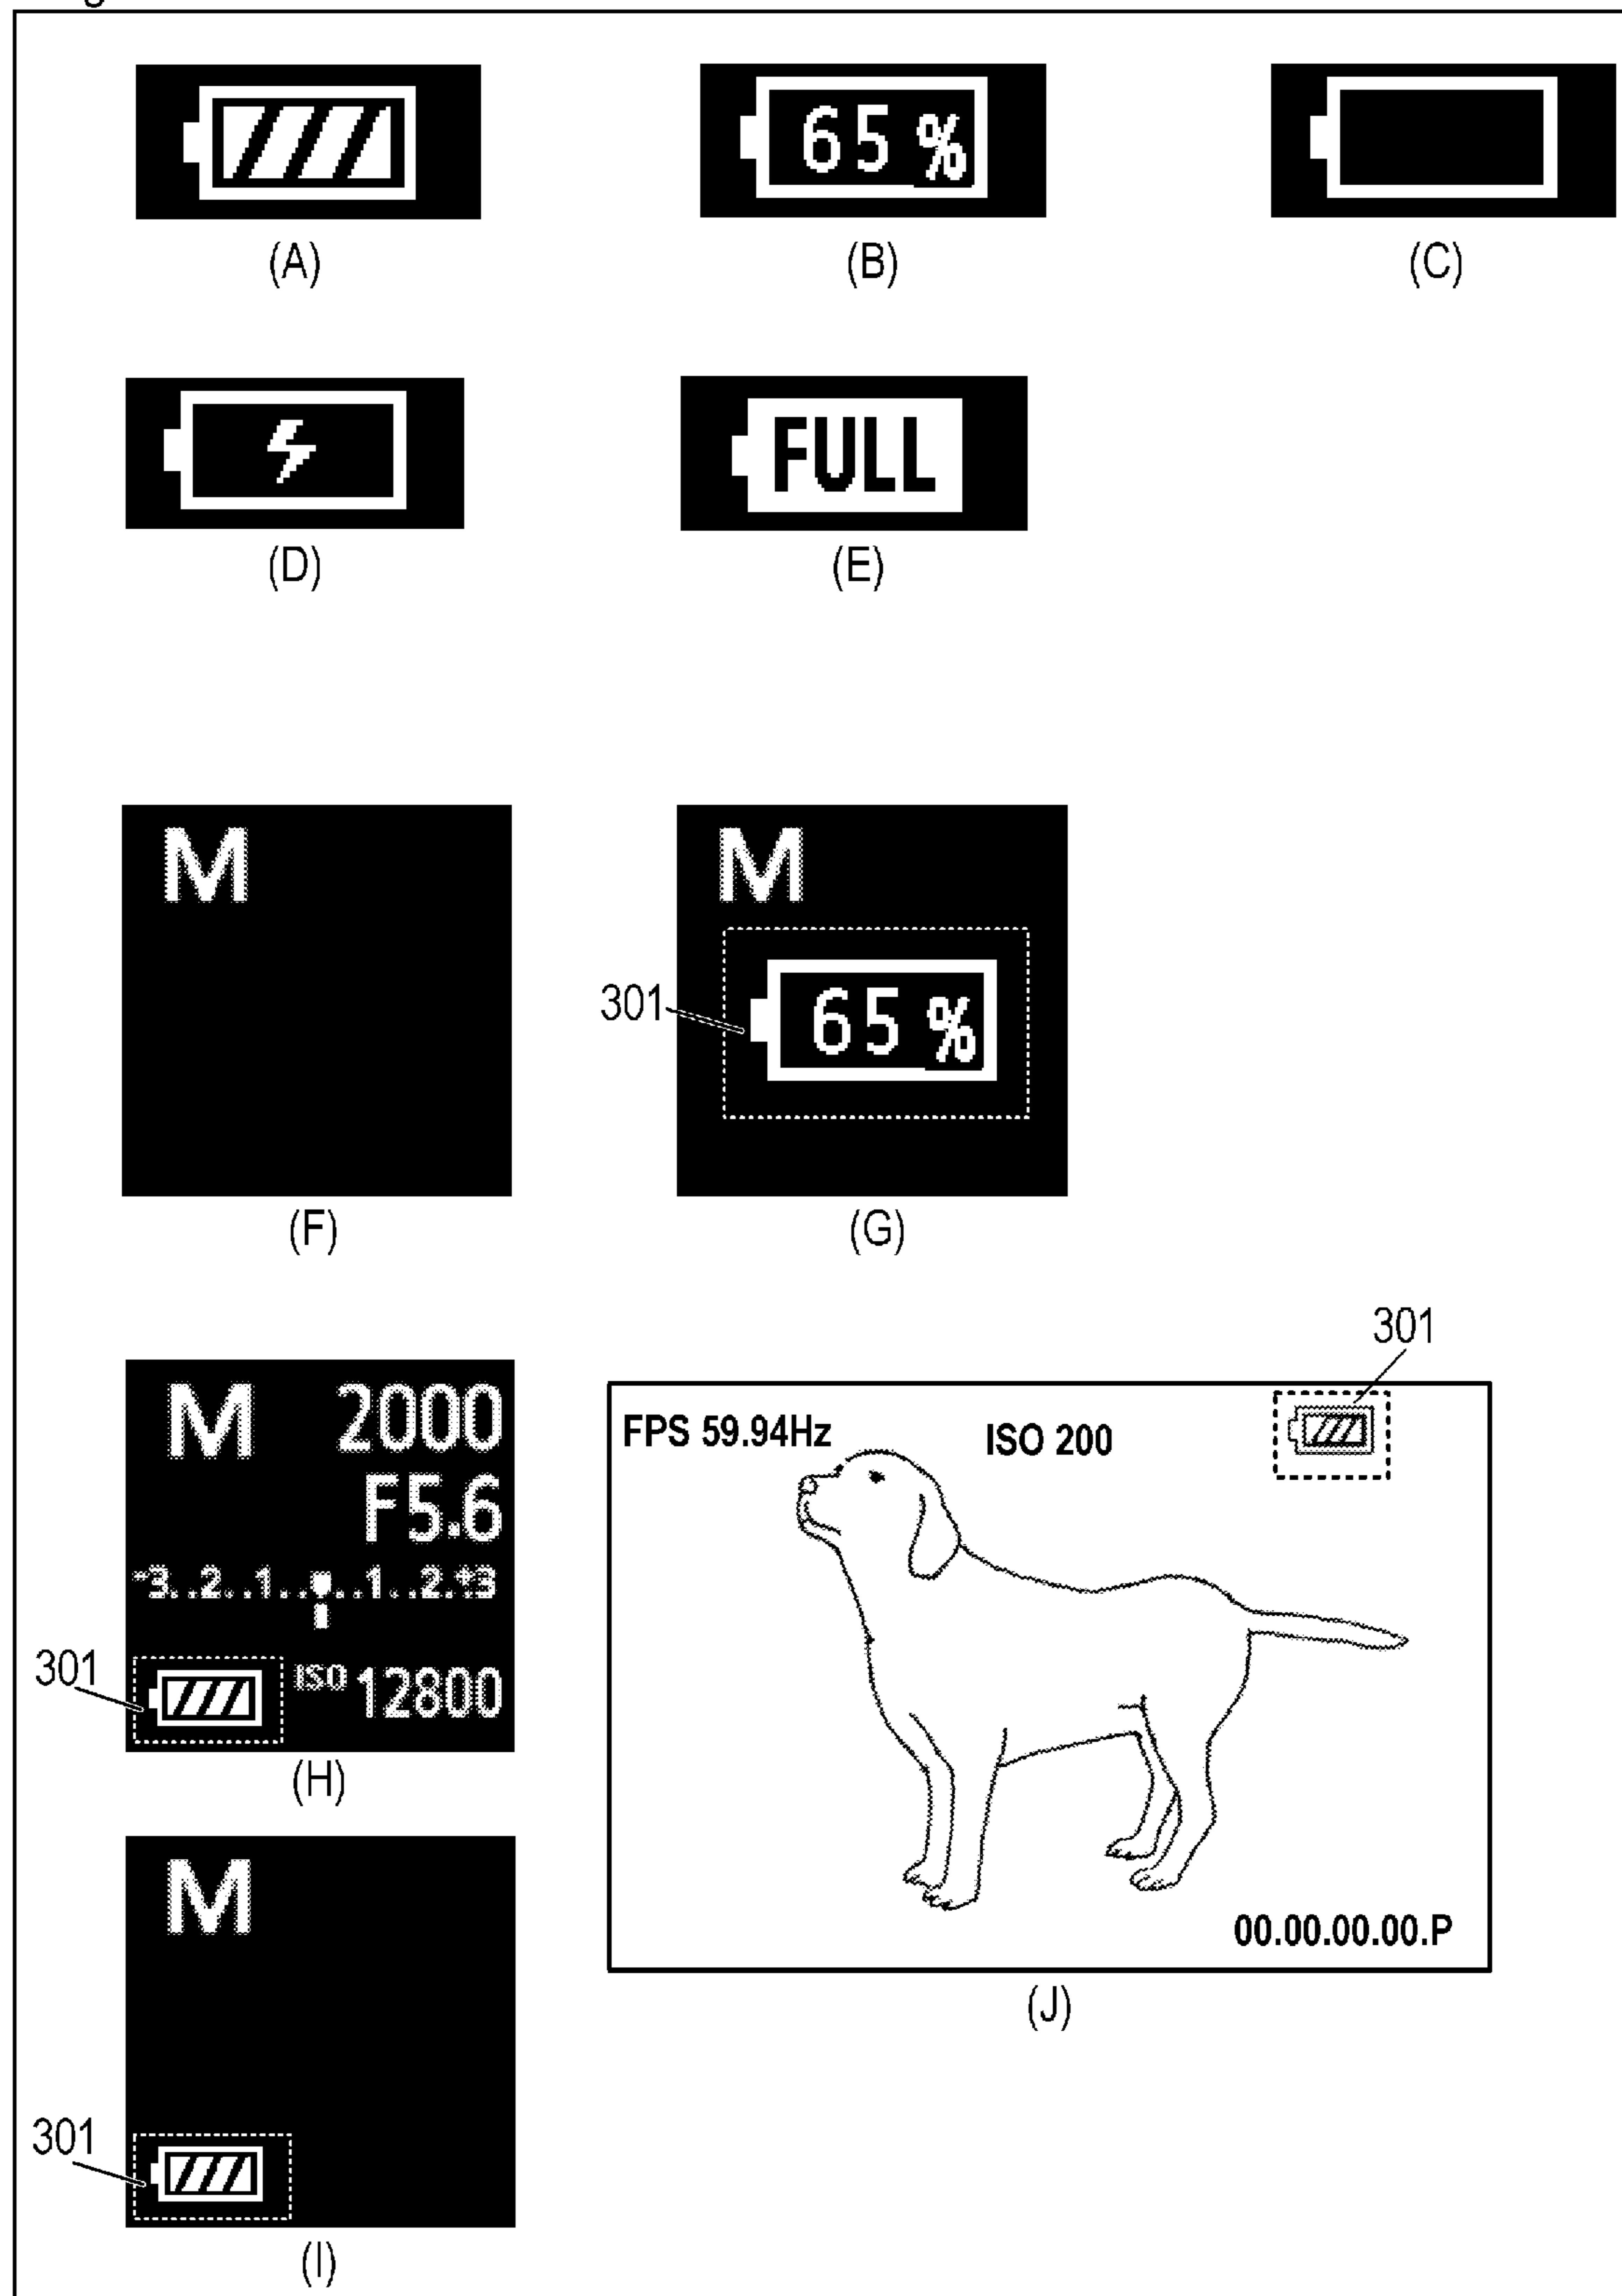 65 %
(A)
(B)
(C)
FULL
(D)
(E)
M
M
301
65 %
(F)
(G)
301
M 2000
F5.6
-3..2..1.. ..1..2.+3
301
ISO 12800
(H)
FPS 59.94Hz
ISO 200
00.00.00.00.P
(J)
M
301
(I)